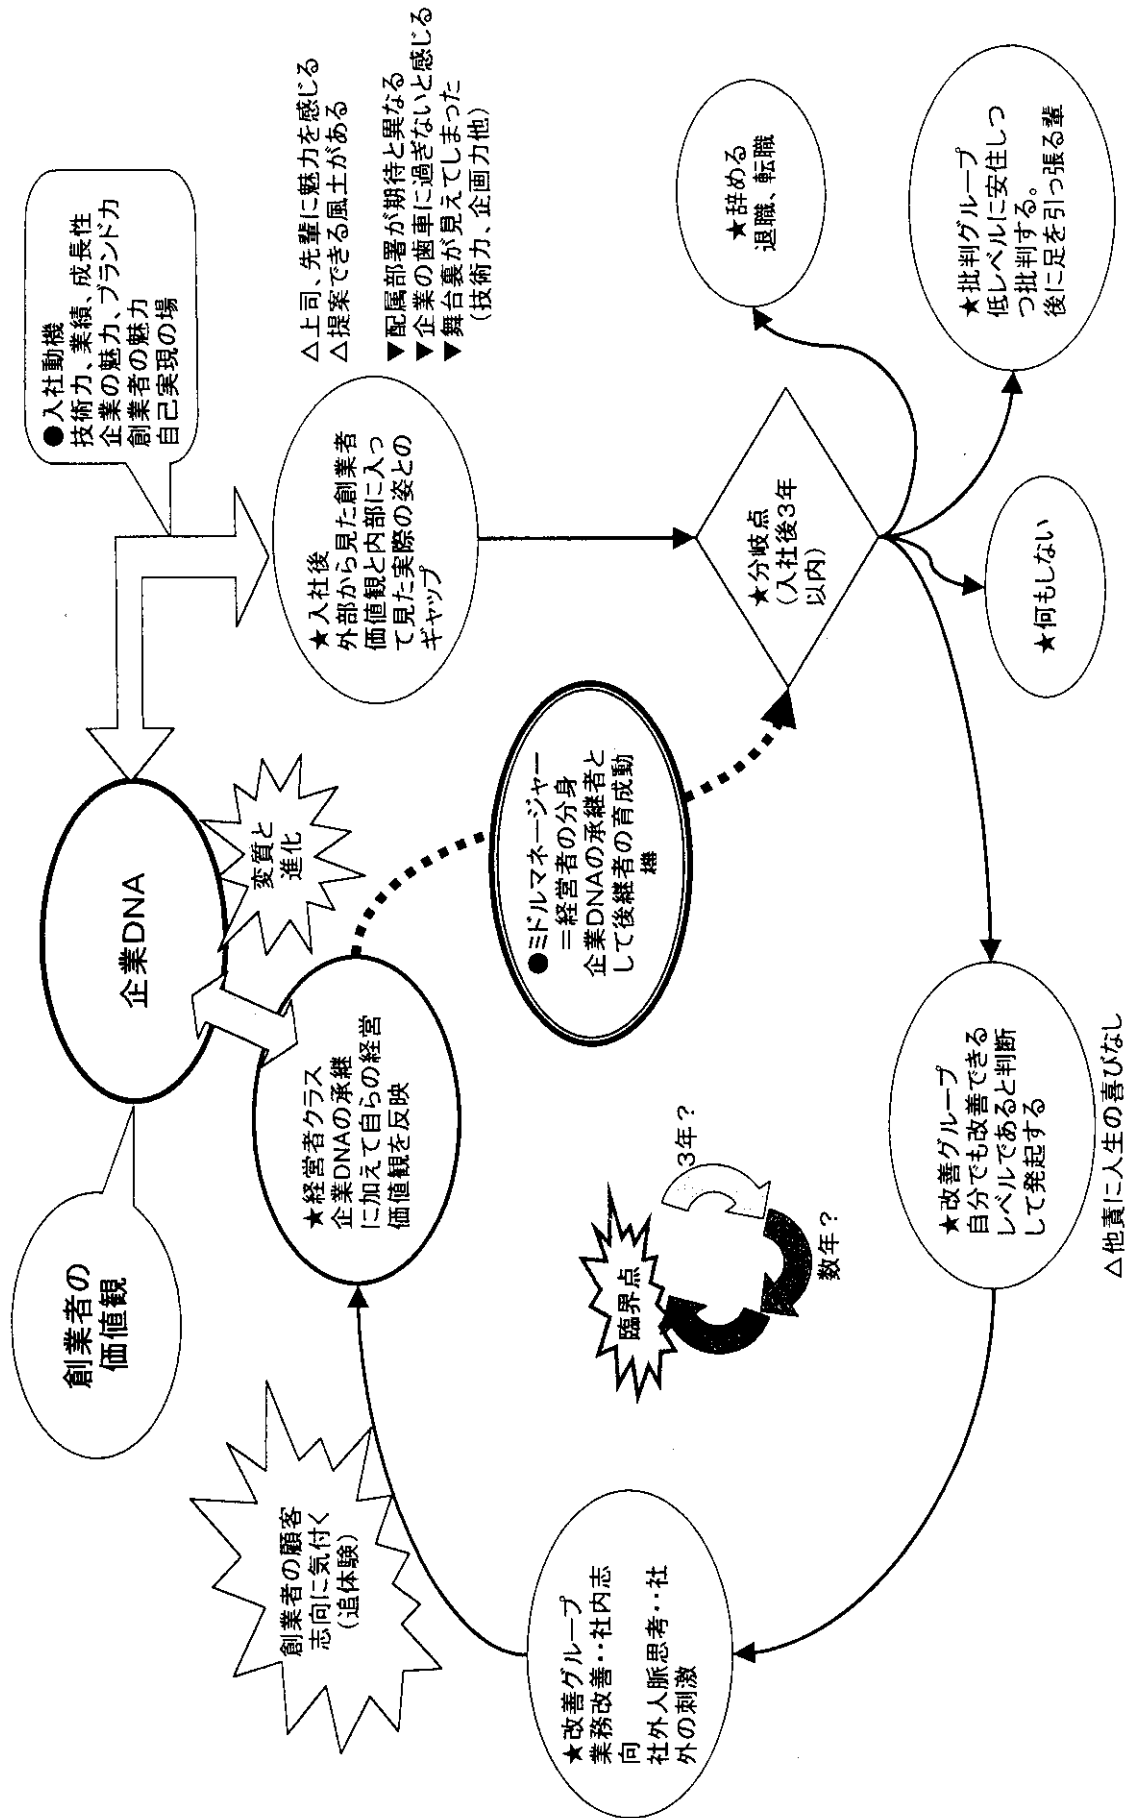 創業者の
価値観
企業DNA
変質と
進化
●入社動機
技術力、業績、成長性
企業の魅力、ブランド力
創業者の魅力
自己実現の場
創業者の顧客
志向に気付く
(追体験)
★経営者クラス
企業DNAの承継
に加えて自らの経営
価値観を反映
★入社後
外部から見た創業者
価値観と内部に入っ
て見た実際の姿との
ギャップ
△上司、先輩に魅力を感じる
△提案できる風土がある
▼配属部署が期待と異なる
▼企業の歯車に過ぎないと感じる
▼舞台裏が見えてしまった
(技術力、企画力他)
●ミドルマネージャー
＝経営者の分身
企業DNAの承継者と
して後継者の育成動
機
★改善グループ
業務改善‥社内志
向
社外人脈思考‥社
外の刺激
臨界点
3年？
数年？
★分岐点
(入社後3年
以内)
★辞める
退職、転職
★批判グループ
低レベルに安住しつ
つ批判する。
後に足を引っ張る輩
★何もしない
★改善グループ
自分でも改善できる
レベルであると判断
して発起する
△他責に人生の喜びなし